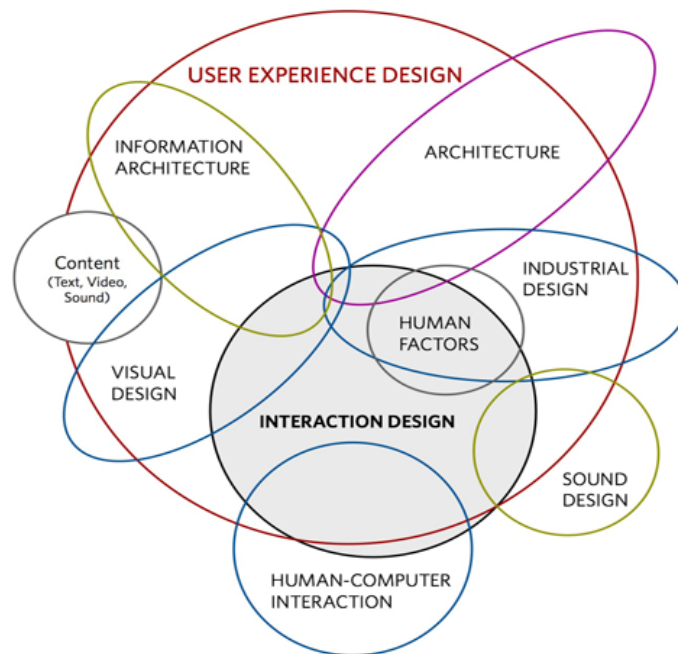 USER EXPERIENCE DESIGN
INFORMATION
ARCHITECTURE
ARCHITECTURE
Content
(Text, Video,
Sound)
INDUSTRIAL
DESIGN
HUMAN
FACTORS
VISUAL
DESIGN
INTERACTION DESIGN
SOUND
DESIGN
HUMAN-COMPUTER
INTERACTION